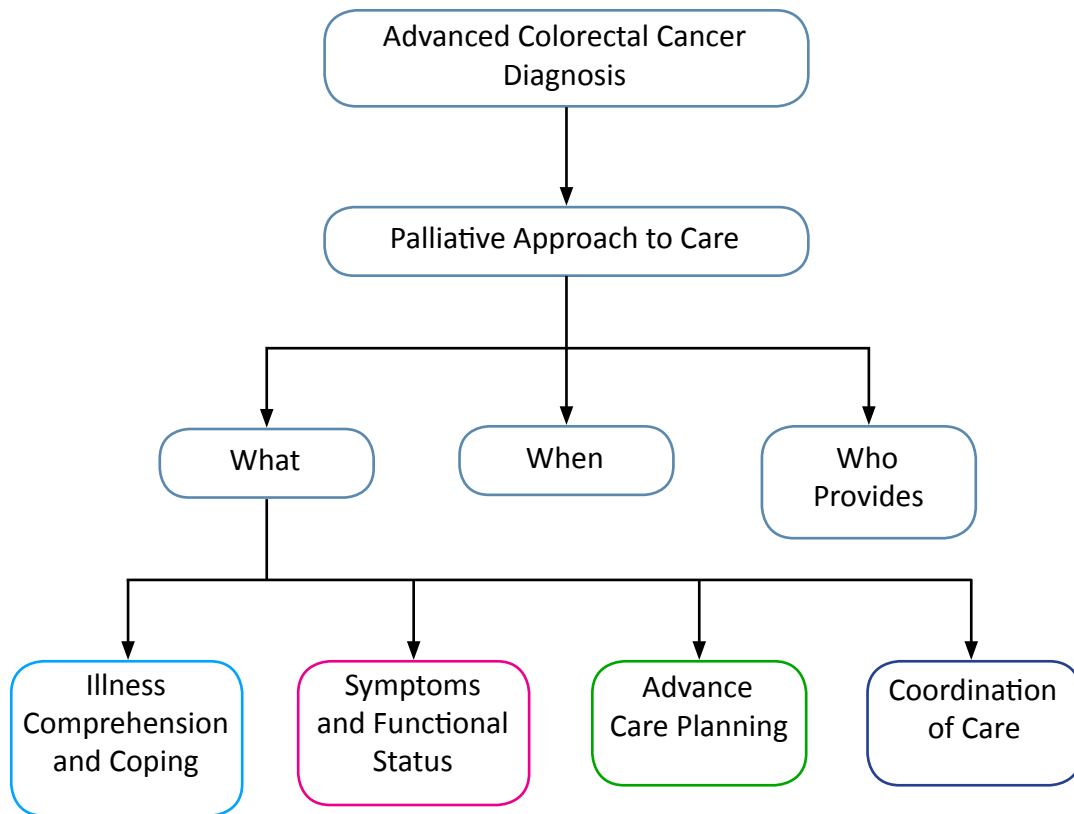 Advanced Colorectal Cancer
Diagnosis
Palliative Approach to Care
What
When
Who
Provides
Illness
Comprehension
and Coping
Symptoms
and Functional
Status
Advance
Care Planning
Coordination
of Care